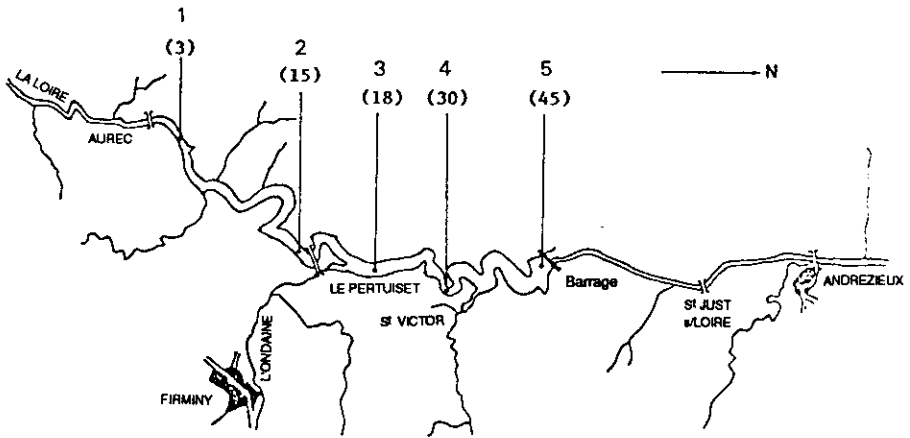 1
(3)
2
(15)
3
(18)
4
(30)
5
(45)
N
LA LOIRE
AUREC
LE PERTUISET
St VICTOR
Barrage
St JUST
s/LOIRE
ANDREZIEUX
L'ONDAINE
FIRMINY